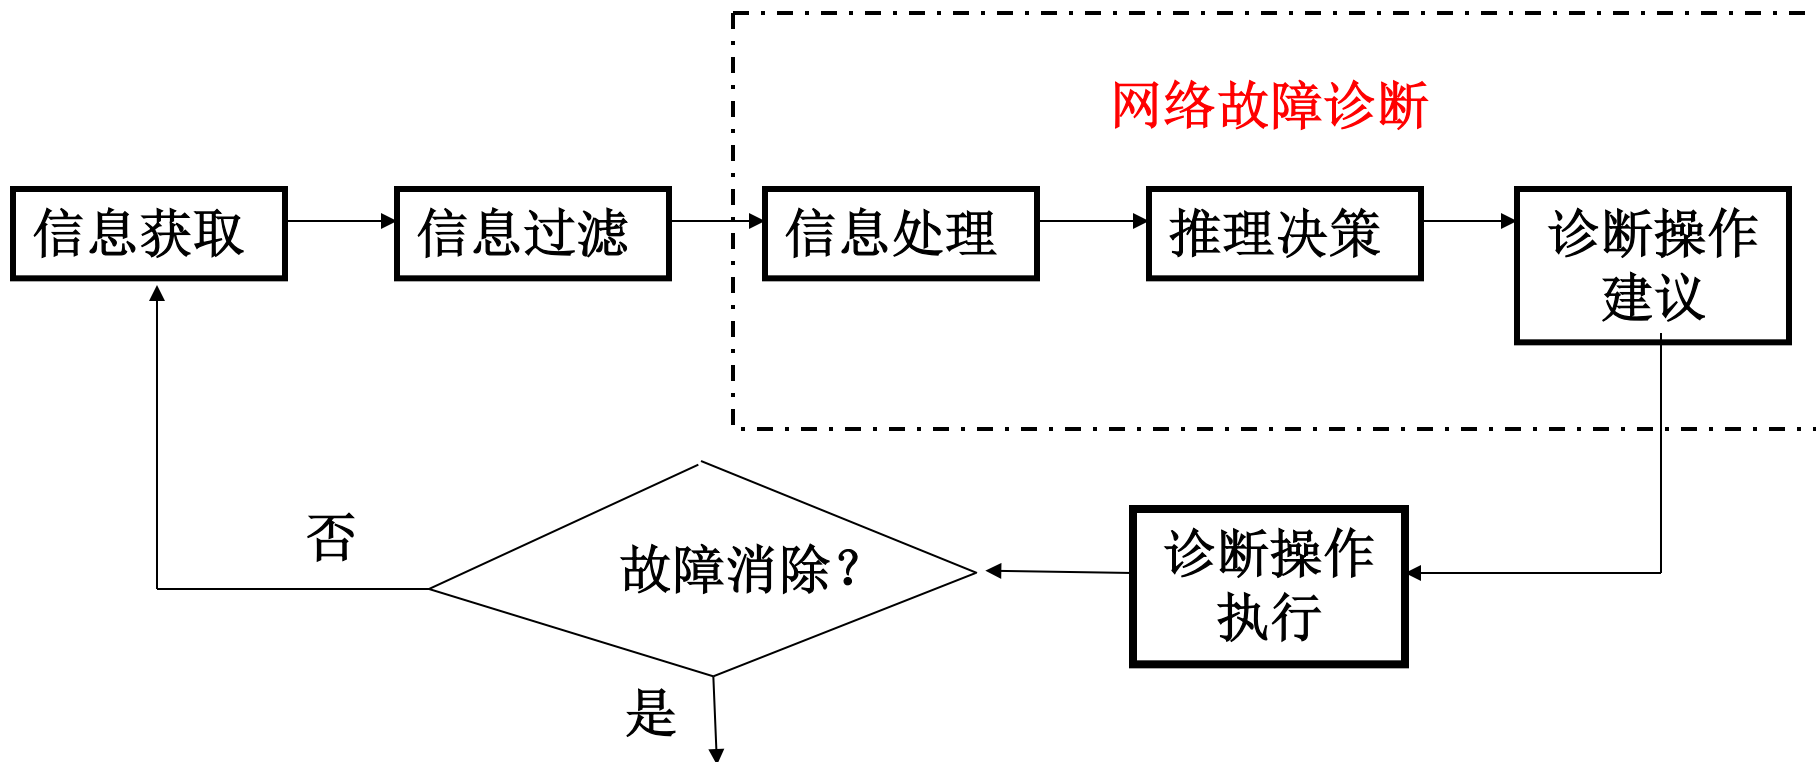 网络故障诊断
信息获取
信息过滤
信息处理
推理决策
诊断操作
建议
否
故障消除？
诊断操作
执行
是